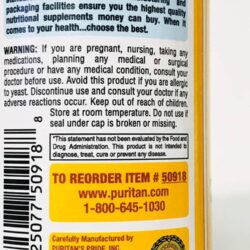 packaging facilities ensure you the highest quality
nutritional supplements money can buy. When it
comes to your health...choose the best.
WARNING: If you are pregnant, nursing, taking any
medications, planning any medical or surgical
procedure or have any medical condition, consult your
doctor before use. Avoid this product if you are allergic
to yeast. Discontinue use and consult your doctor if any
adverse reactions occur. Keep out of reach of children.
Store at room temperature. Do not use if
seal under cap is broken or missing.
*This statement has not been evaluated by the Food and
Drug Administration. This product is not intended to
diagnose, treat, cure or prevent any disease.
TO REORDER ITEM # 50918
www.puritan.com
1-800-645-1030
Carefully Manufactured by
PURITAN'S PRIDE, INC.
25077 50918 8